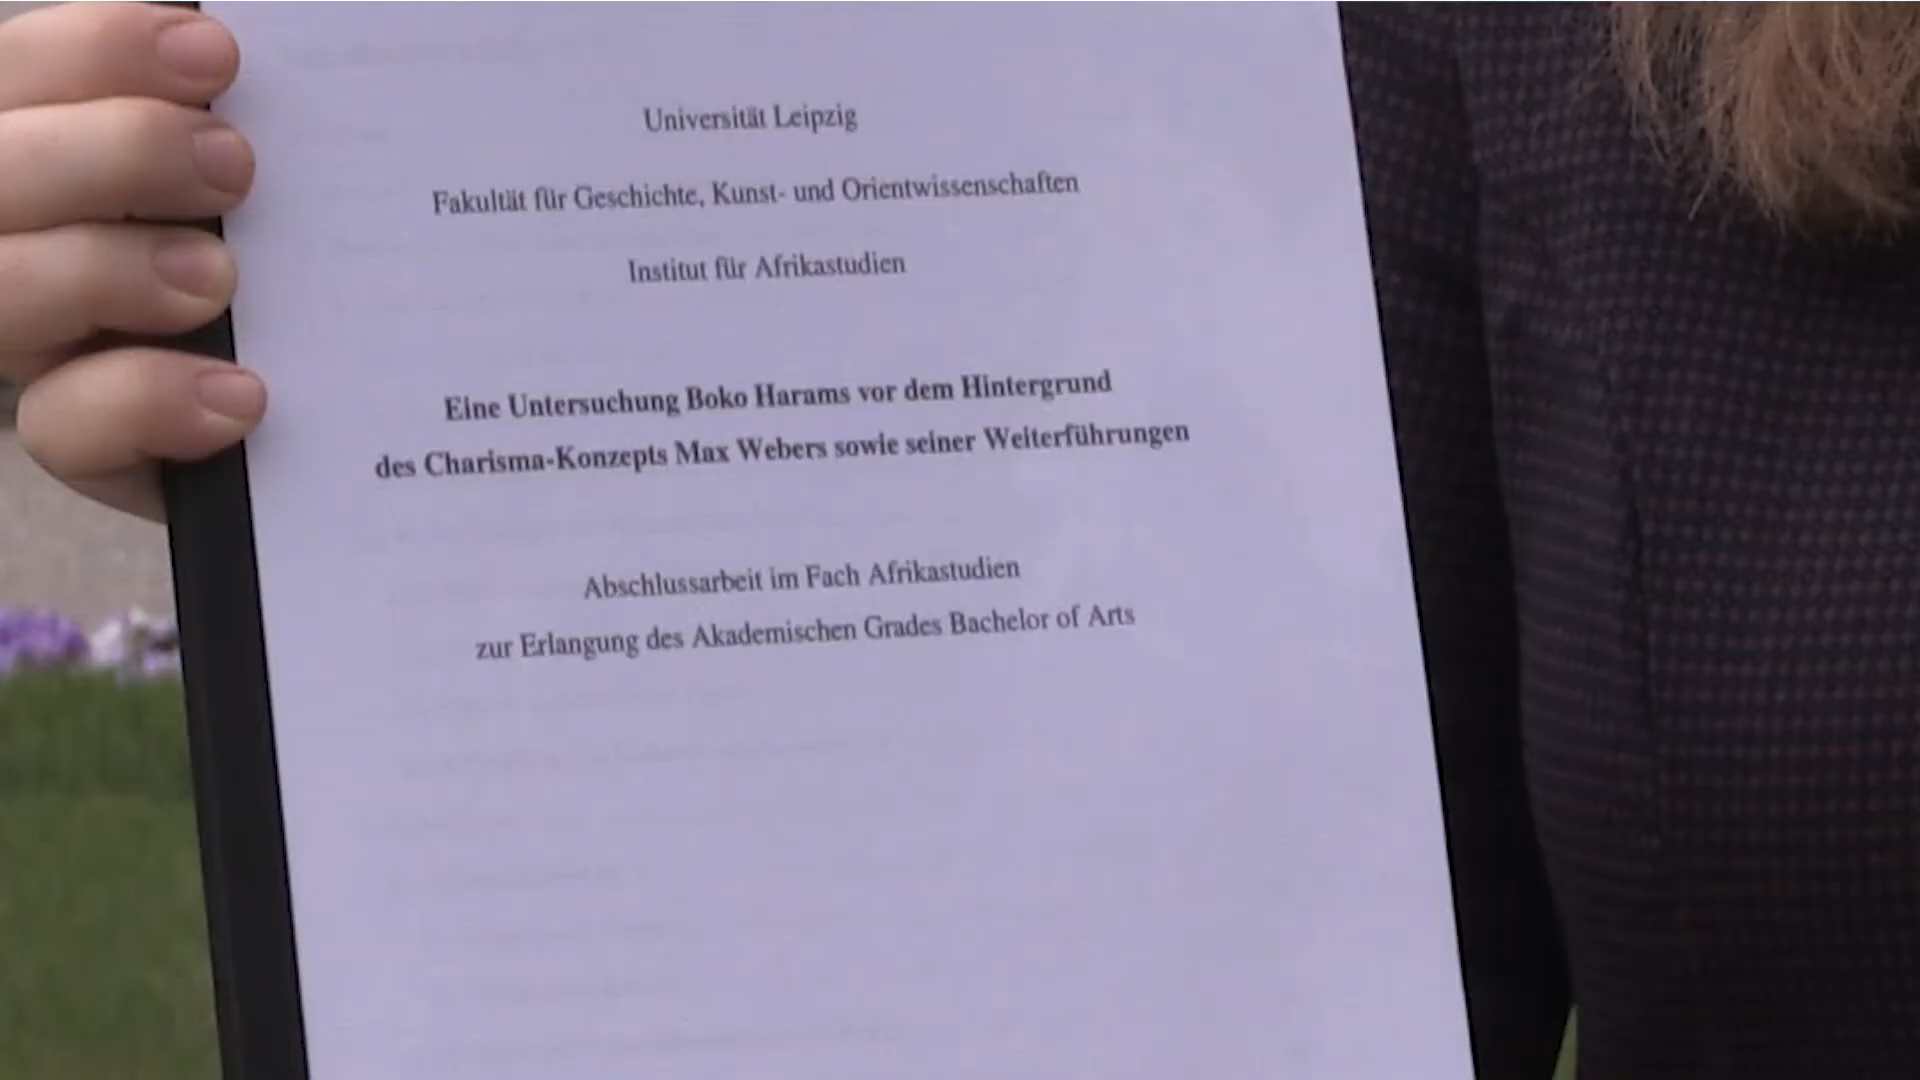 Universität Leipzig
Fakultät für Geschichte, Kunst- und Orientwissenschaften
Institut für Afrikastudien
Eine Untersuchung Boko Harams vor dem Hintergrund
des Charisma-Konzepts Max Webers sowie seiner Weiterführungen
Abschlussarbeit im Fach Afrikastudien
zur Erlangung des Akademischen Grades Bachelor of Arts